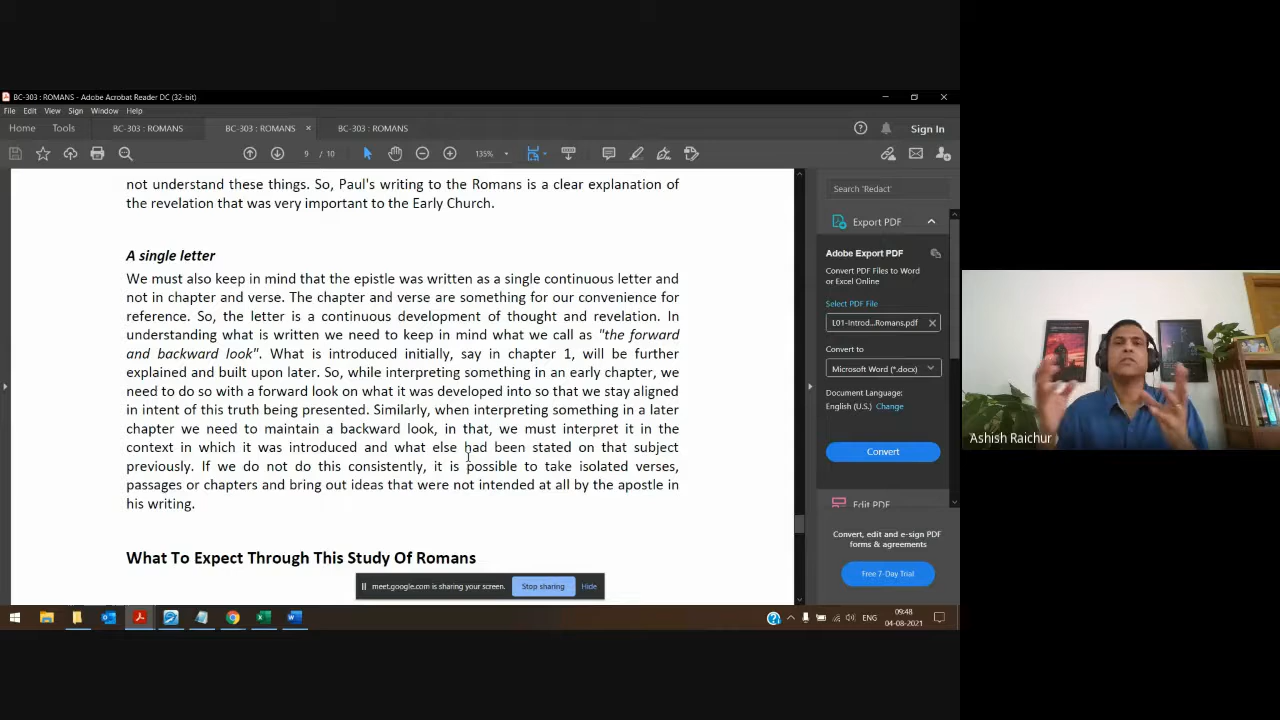 BC-303 : ROMANS - Adobe Acrobat Reader DC (32-bit)
File Edit View Sign Window Help
Home Tools BC-303 : ROMANS BC-303 : ROMANS × BC-303 : ROMANS Sign In
9 / 10 135%
not understand these things. So, Paul's writing to the Romans is a clear explanation of
the revelation that was very important to the Early Church.
A single letter
We must also keep in mind that the epistle was written as a single continuous letter and
not in chapter and verse. The chapter and verse are something for our convenience for
reference. So, the letter is a continuous development of thought and revelation. In
understanding what is written we need to keep in mind what we call as "the forward
and backward look". What is introduced initially, say in chapter 1, will be further
explained and built upon later. So, while interpreting something in an early chapter, we
need to do so with a forward look on what it was developed into so that we stay aligned
in intent of this truth being presented. Similarly, when interpreting something in a later
chapter we need to maintain a backward look, in that, we must interpret it in the
context in which it was introduced and what else had been stated on that subject
previously. If we do not do this consistently, it is possible to take isolated verses,
passages or chapters and bring out ideas that were not intended at all by the apostle in
his writing.
What To Expect Through This Study Of Romans
Search 'Redact'
Export PDF
Adobe Export PDF
Convert PDF Files to Word
or Excel Online
Select PDF File
L01-Introd...Romans.pdf
Convert to
Microsoft Word (*.docx)
Document Language:
English (U.S.) Change
Convert
Edit PDF
Convert, edit and e-sign PDF
forms & agreements
Free 7-Day Trial
meet.google.com is sharing your screen. Stop sharing Hide
ENG
09:48
04-08-2021
Ashish Raichur